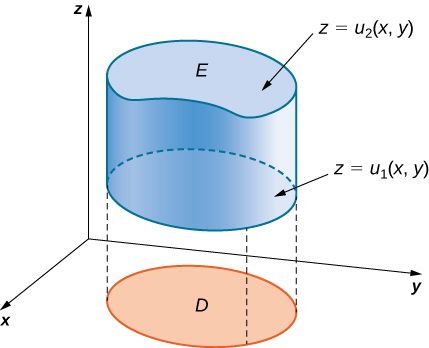 z
z = u₂(x, y)
E
z = u₁(x, y)
y
D
x